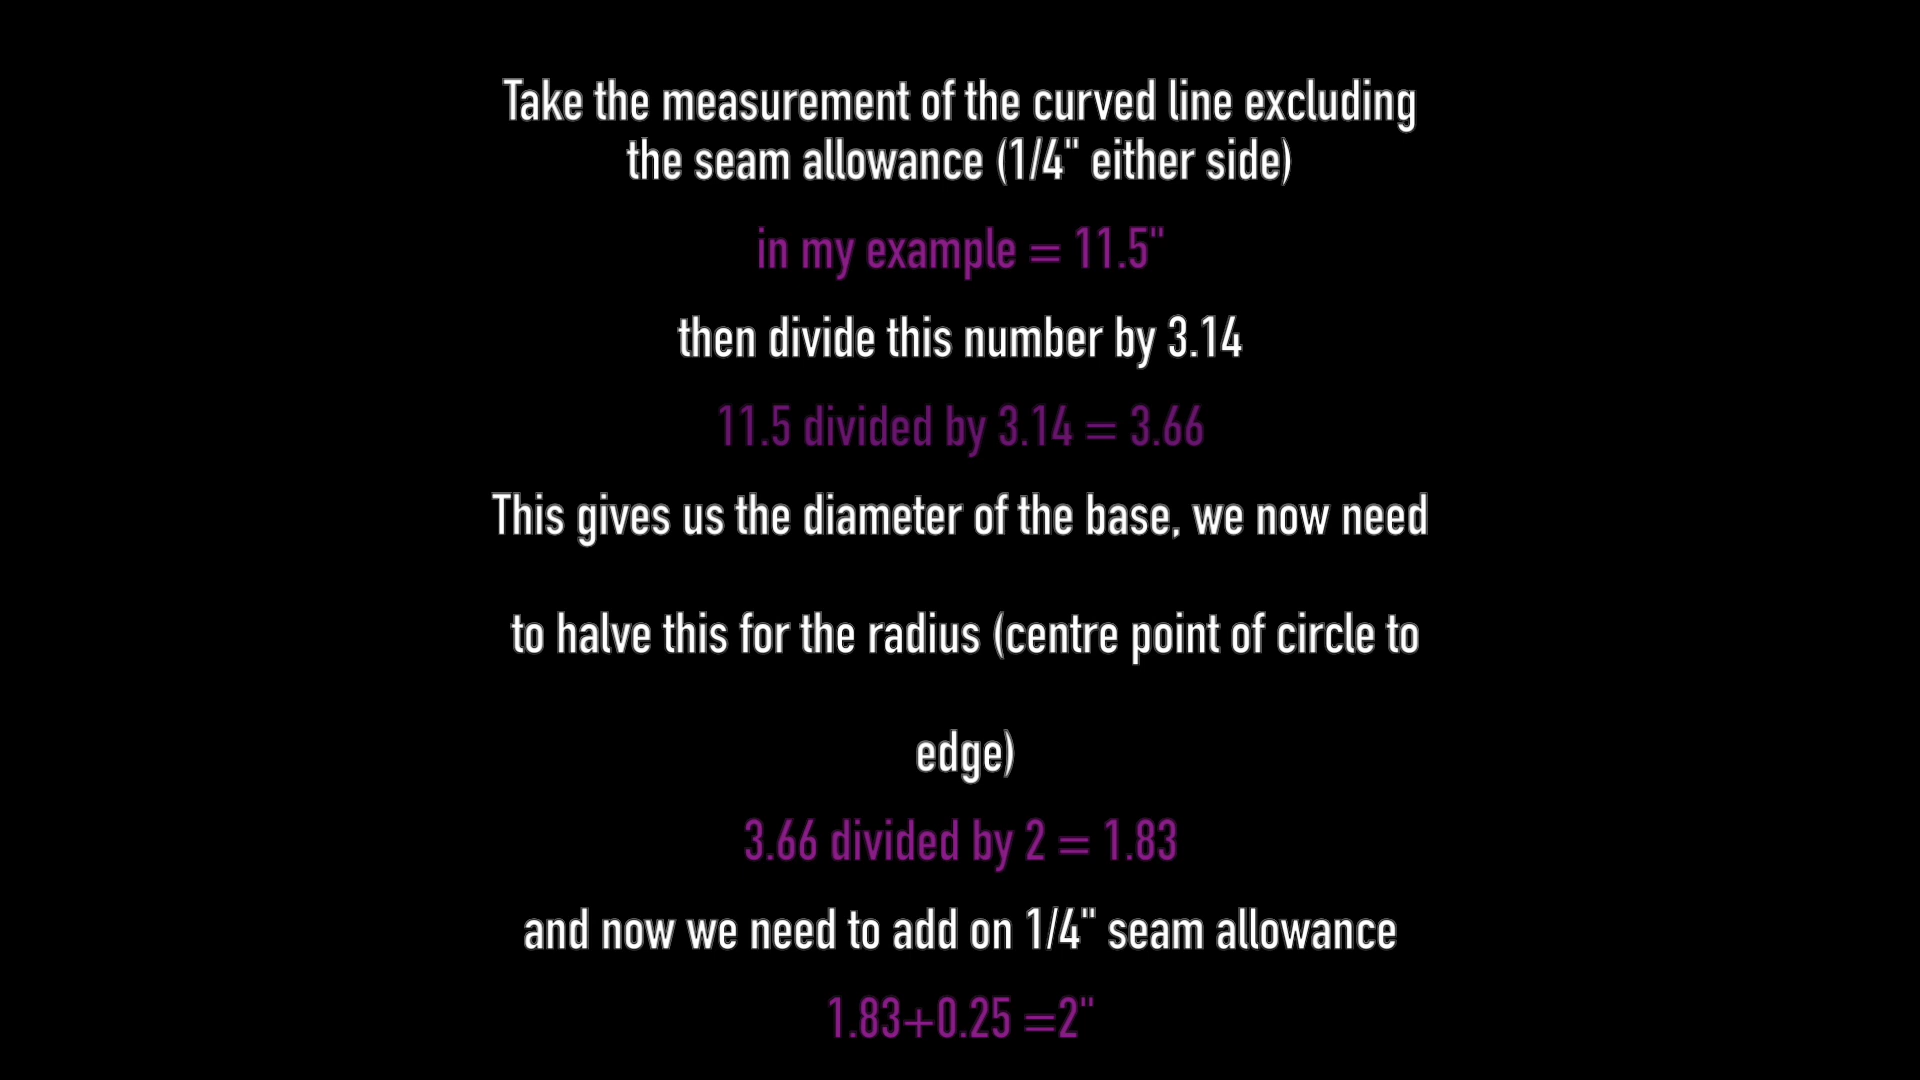 Take the measurement of the curved line excluding
the seam allowance (1/4" either side)
in my example = 11.5"
then divide this number by 3.14
11.5 divided by 3.14 = 3.66
This gives us the diameter of the base, we now need
to halve this for the radius (centre point of circle to
edge)
3.66 divided by 2 = 1.83
and now we need to add on 1/4" seam allowance
1.83+0.25 =2"